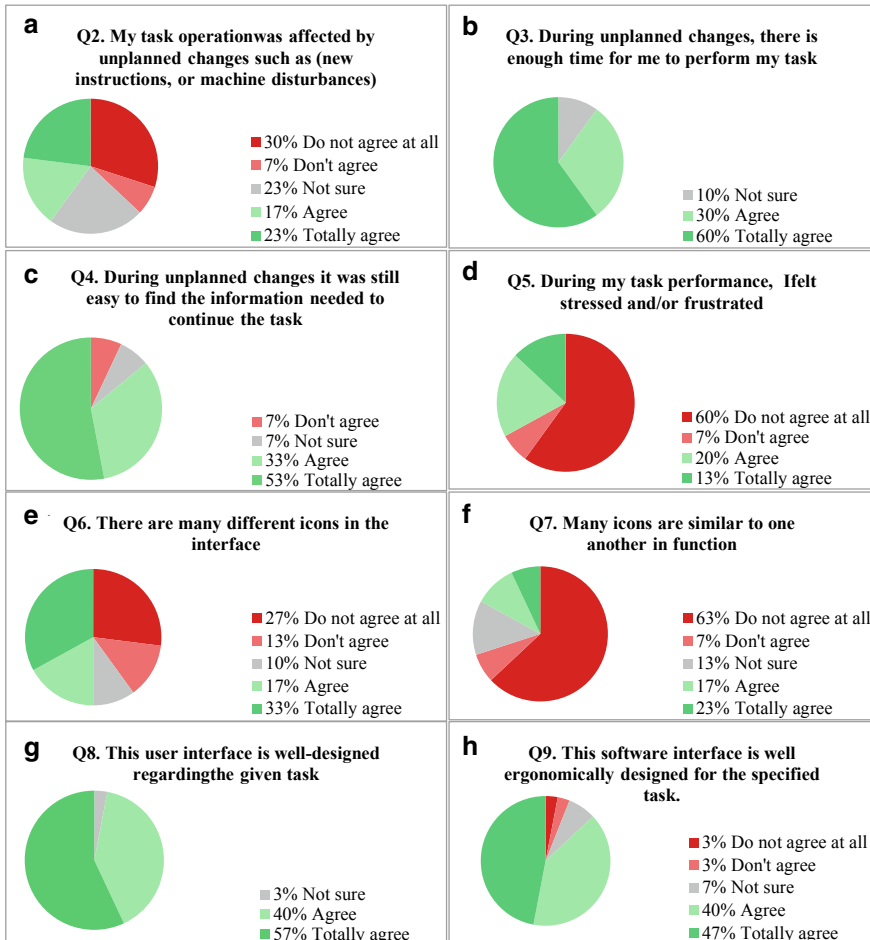 a
Q2. My task operationwas affected by
unplanned changes such as (new
instructions, or machine disturbances)
30% Do not agree at all
7% Don't agree
23% Not sure
17% Agree
23% Totally agree
b
Q3. During unplanned changes, there is
enough time for me to perform my task
10% Not sure
30% Agree
60% Totally agree
c
Q4. During unplanned changes it was still
easy to find the information needed to
continue the task
7% Don't agree
7% Not sure
33% Agree
53% Totally agree
d
Q5. During my task performance, Ifelt
stressed and/or frustrated
60% Do not agree at all
7% Don't agree
20% Agree
13% Totally agree
e
Q6. There are many different icons in the
interface
27% Do not agree at all
13% Don't agree
10% Not sure
17% Agree
33% Totally agree
f
Q7. Many icons are similar to one
another in function
63% Do not agree at all
7% Don't agree
13% Not sure
17% Agree
23% Totally agree
g
Q8. This user interface is well-designed
regardingthe given task
3% Not sure
40% Agree
57% Totally agree
h
Q9. This software interface is well
ergonomically designed for the specified
task.
3% Do not agree at all
3% Don't agree
7% Not sure
40% Agree
47% Totally agree